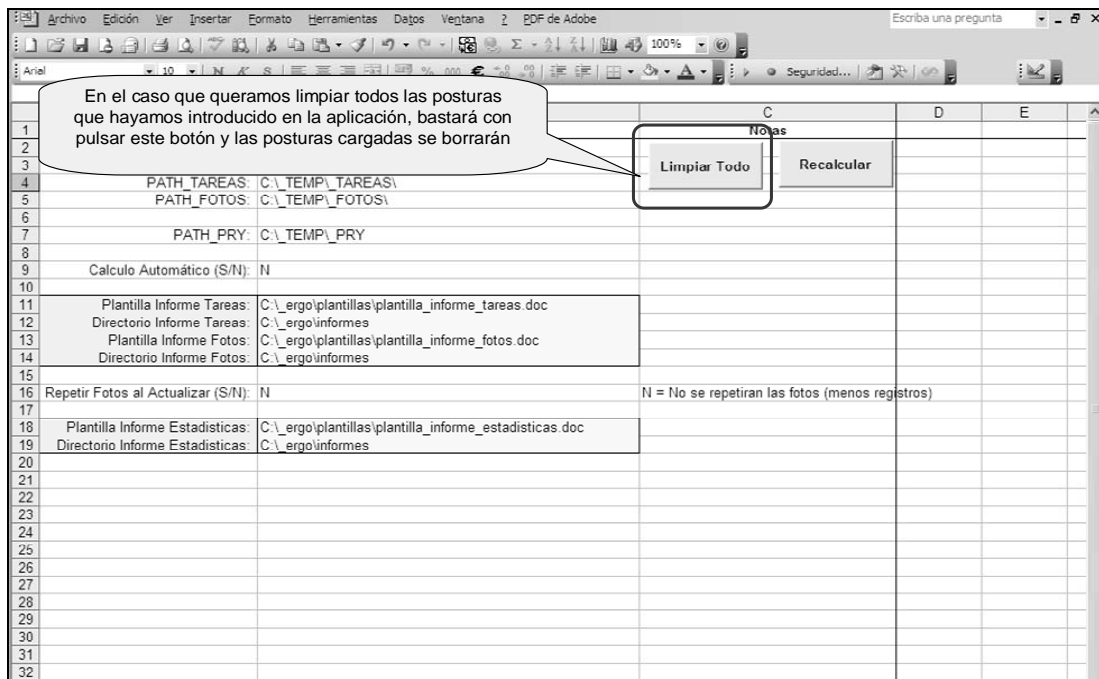 Archivo Edición Ver Insertar Formato Herramientas Datos Ventana ? PDF de Adobe Escriba una pregunta
100%
Arial 10 N K S % 000 € Seguridad...
En el caso que queramos limpiar todos las posturas
que hayamos introducido en la aplicación, bastará con
pulsar este botón y las posturas cargadas se borrarán
C D E
1 Notas
2
3 Limpiar Todo Recalcular
4 PATH_TAREAS: C:\_TEMP\_TAREAS\
5 PATH_FOTOS: C:\_TEMP\_FOTOS\
6
7 PATH_PRY: C:\_TEMP\_PRY
8
9 Calculo Automático (S/N): N
10
11 Plantilla Informe Tareas: C:\_ergo\plantillas\plantilla_informe_tareas.doc
12 Directorio Informe Tareas: C:\_ergo\informes
13 Plantilla Informe Fotos: C:\_ergo\plantillas\plantilla_informe_fotos.doc
14 Directorio Informe Fotos: C:\_ergo\informes
15
16 Repetir Fotos al Actualizar (S/N): N N = No se repetiran las fotos (menos registros)
17
18 Plantilla Informe Estadisticas: C:\_ergo\plantillas\plantilla_informe_estadisticas.doc
19 Directorio Informe Estadisticas: C:\_ergo\informes
20
21
22
23
24
25
26
27
28
29
30
31
32